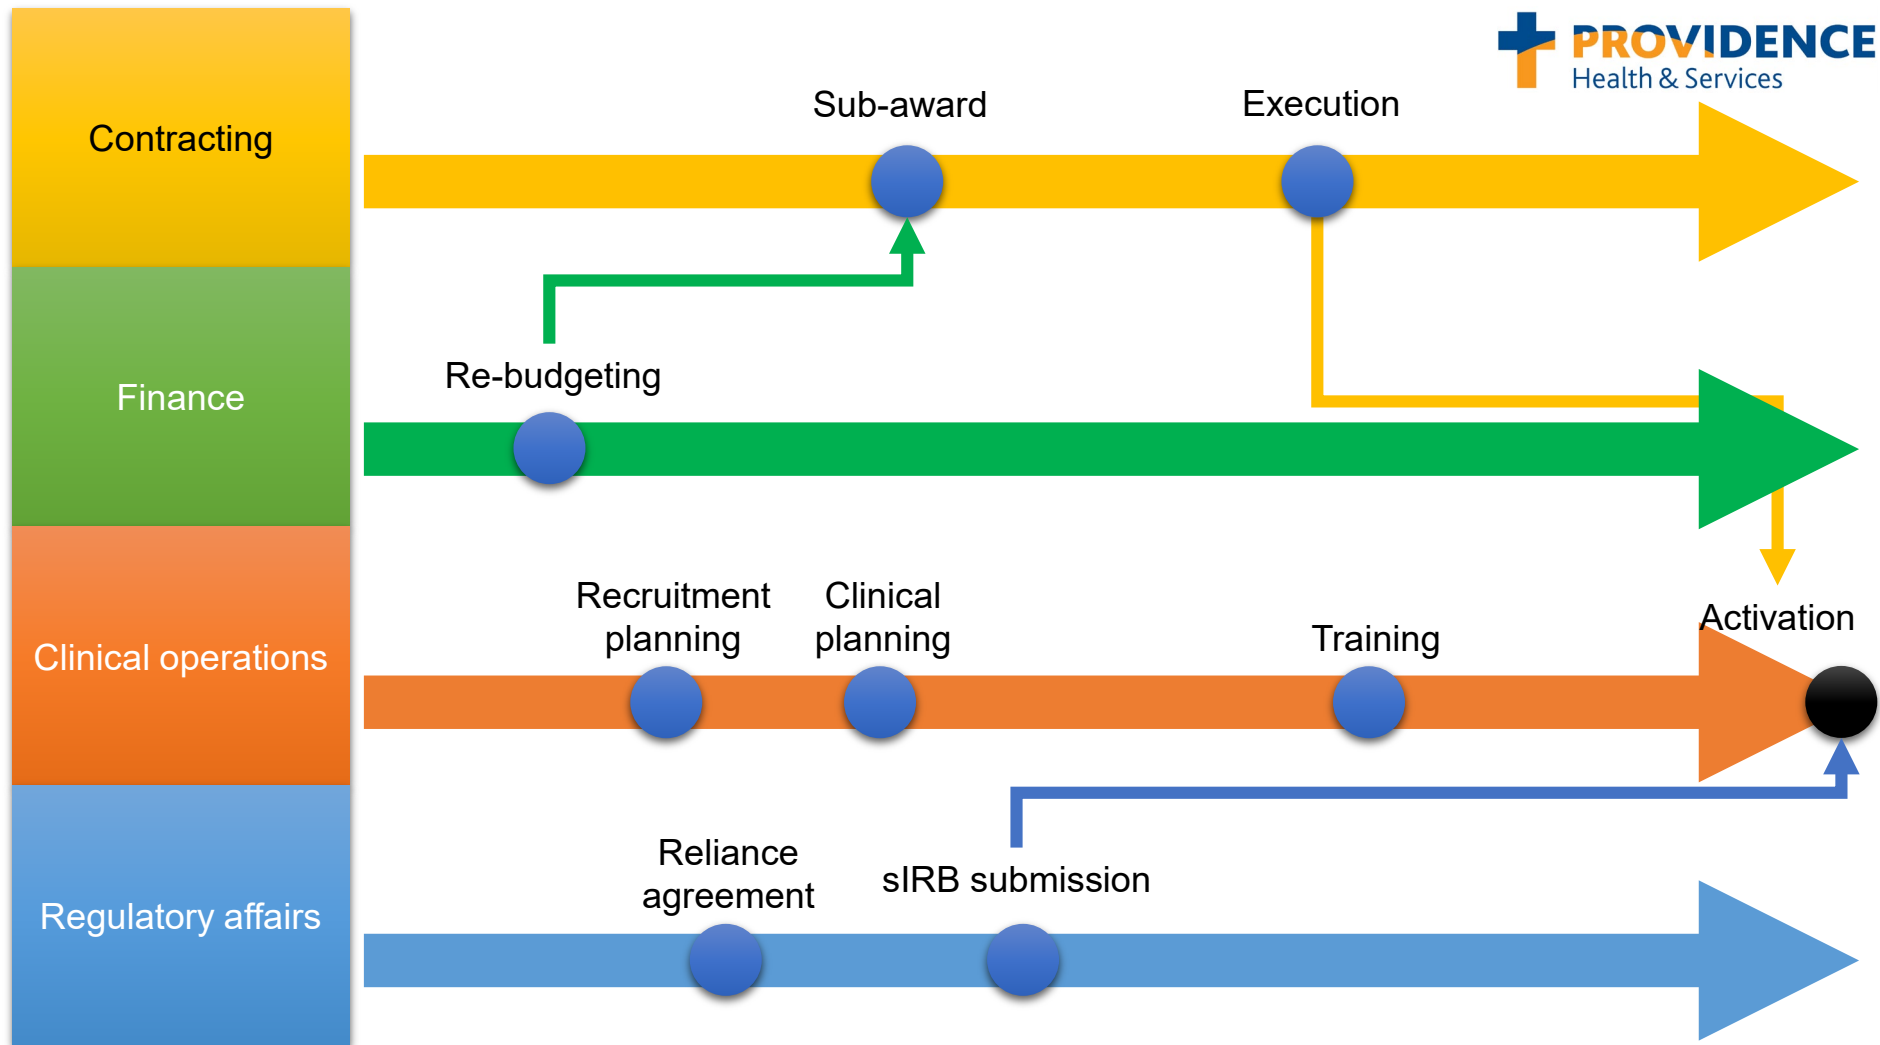 PROVIDENCE
Health & Services
Contracting
Sub-award
Execution
Finance
Re-budgeting
Clinical operations
Recruitment
planning
Clinical
planning
Training
Activation
Regulatory affairs
Reliance
agreement
sIRB submission